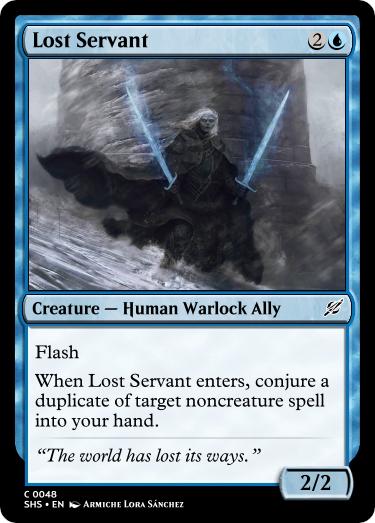 Lost Servant 2
Creature — Human Warlock Ally
Flash
When Lost Servant enters, conjure a
duplicate of target noncreature spell
into your hand.
“The world has lost its ways.”
2/2
C 0048
SHS • EN Armiche Lora Sánchez